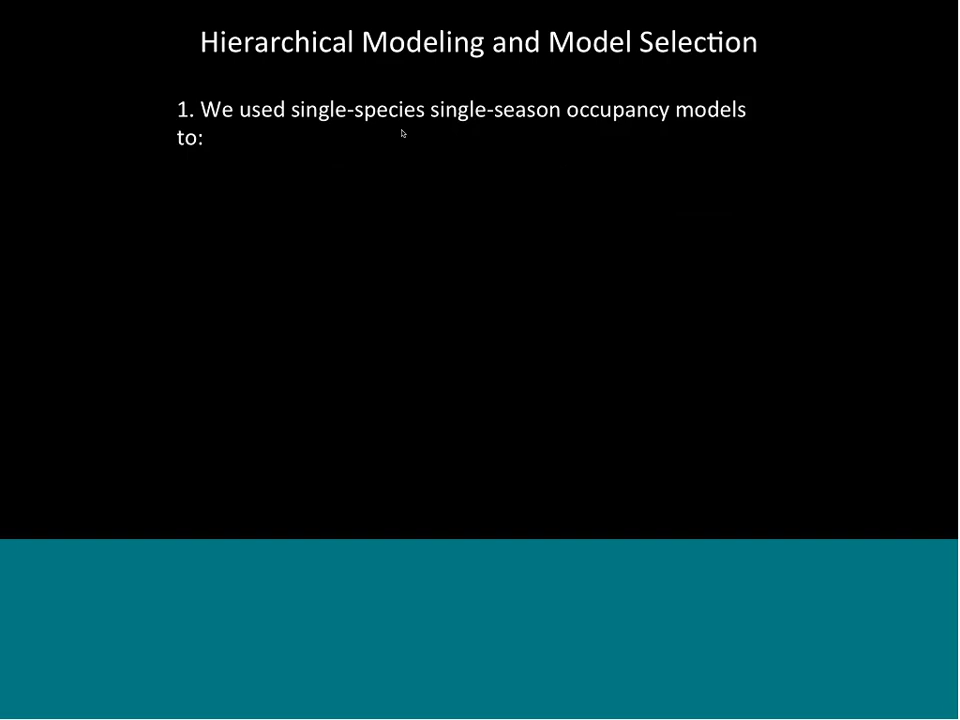 Hierarchical Modeling and Model Selection
1. We used single-species single-season occupancy models
to: